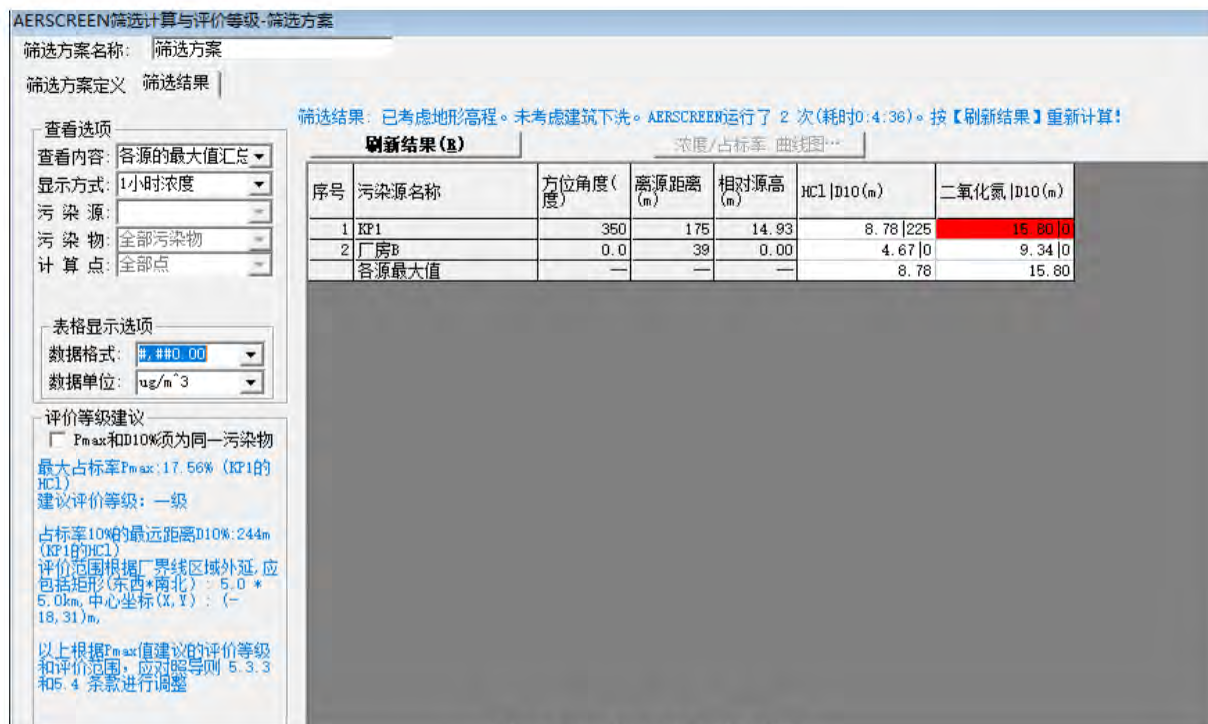 AERSCREEN筛选计算与评价等级-筛选方案
筛选方案名称: 筛选方案
筛选方案定义 筛选结果
筛选结果: 已考虑地形高程。未考虑建筑下洗。AERSCREEN运行了 2 次(耗时0:4:36)。按【刷新结果】重新计算!
查看选项
查看内容: 各源的最大值汇总
显示方式: 1小时浓度
污 染 源:
污 染 物: 全部污染物
计 算 点: 全部点
表格显示选项
数据格式: #,##0.00
数据单位: ug/m^3
评价等级建议
Pmax和D10%须为同一污染物
最大占标率Pmax:17.56% (KP1的
HCl)
建议评价等级: 一级
占标率10%的最远距离D10%:244m
(KP1的HCl)
评价范围根据厂界线区域外延,应
包括矩形(东西*南北): 5.0 *
5.0km,中心坐标(X,Y): (-
18,31)m,
以上根据Pmax值建议的评价等级
和评价范围,应对照导则 5.3.3
和5.4 条款进行调整
刷新结果(R) 浓度/占标率 曲线图…
序号 污染源名称 方位角度(度) 离源距离(m) 相对源高(m) HCl|D10(m) 二氧化氮|D10(m)
1 KP1 350 175 14.93 8.78|225 15.80|0
2 厂房B 0.0 39 0.00 4.67|0 9.34|0
各源最大值 — — — 8.78 15.80